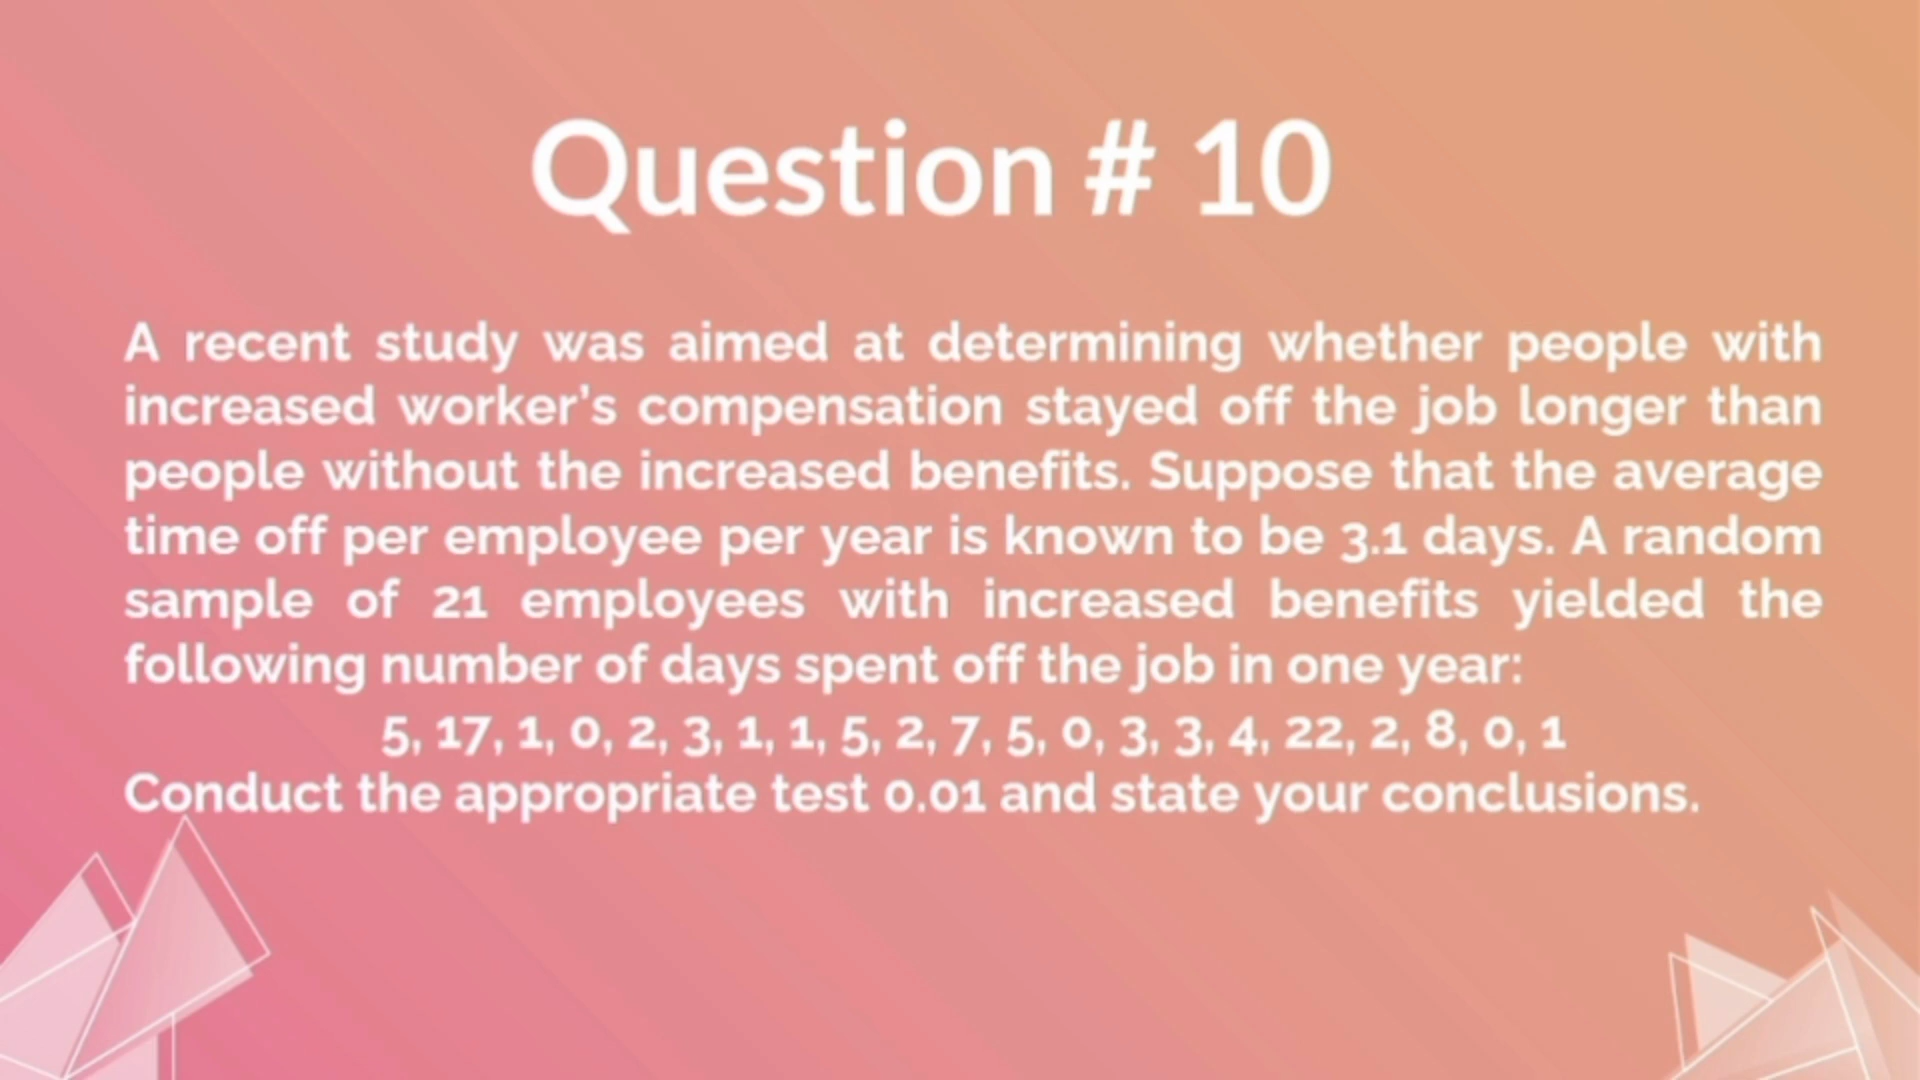 Question # 10
A recent study was aimed at determining whether people with
increased worker's compensation stayed off the job longer than
people without the increased benefits. Suppose that the average
time off per employee per year is known to be 3.1 days. A random
sample of 21 employees with increased benefits yielded the
following number of days spent off the job in one year:
5, 17, 1, 0, 2, 3, 1, 1, 5, 2, 7, 5, 0, 3, 3, 4, 22, 2, 8, 0, 1
Conduct the appropriate test 0.01 and state your conclusions.